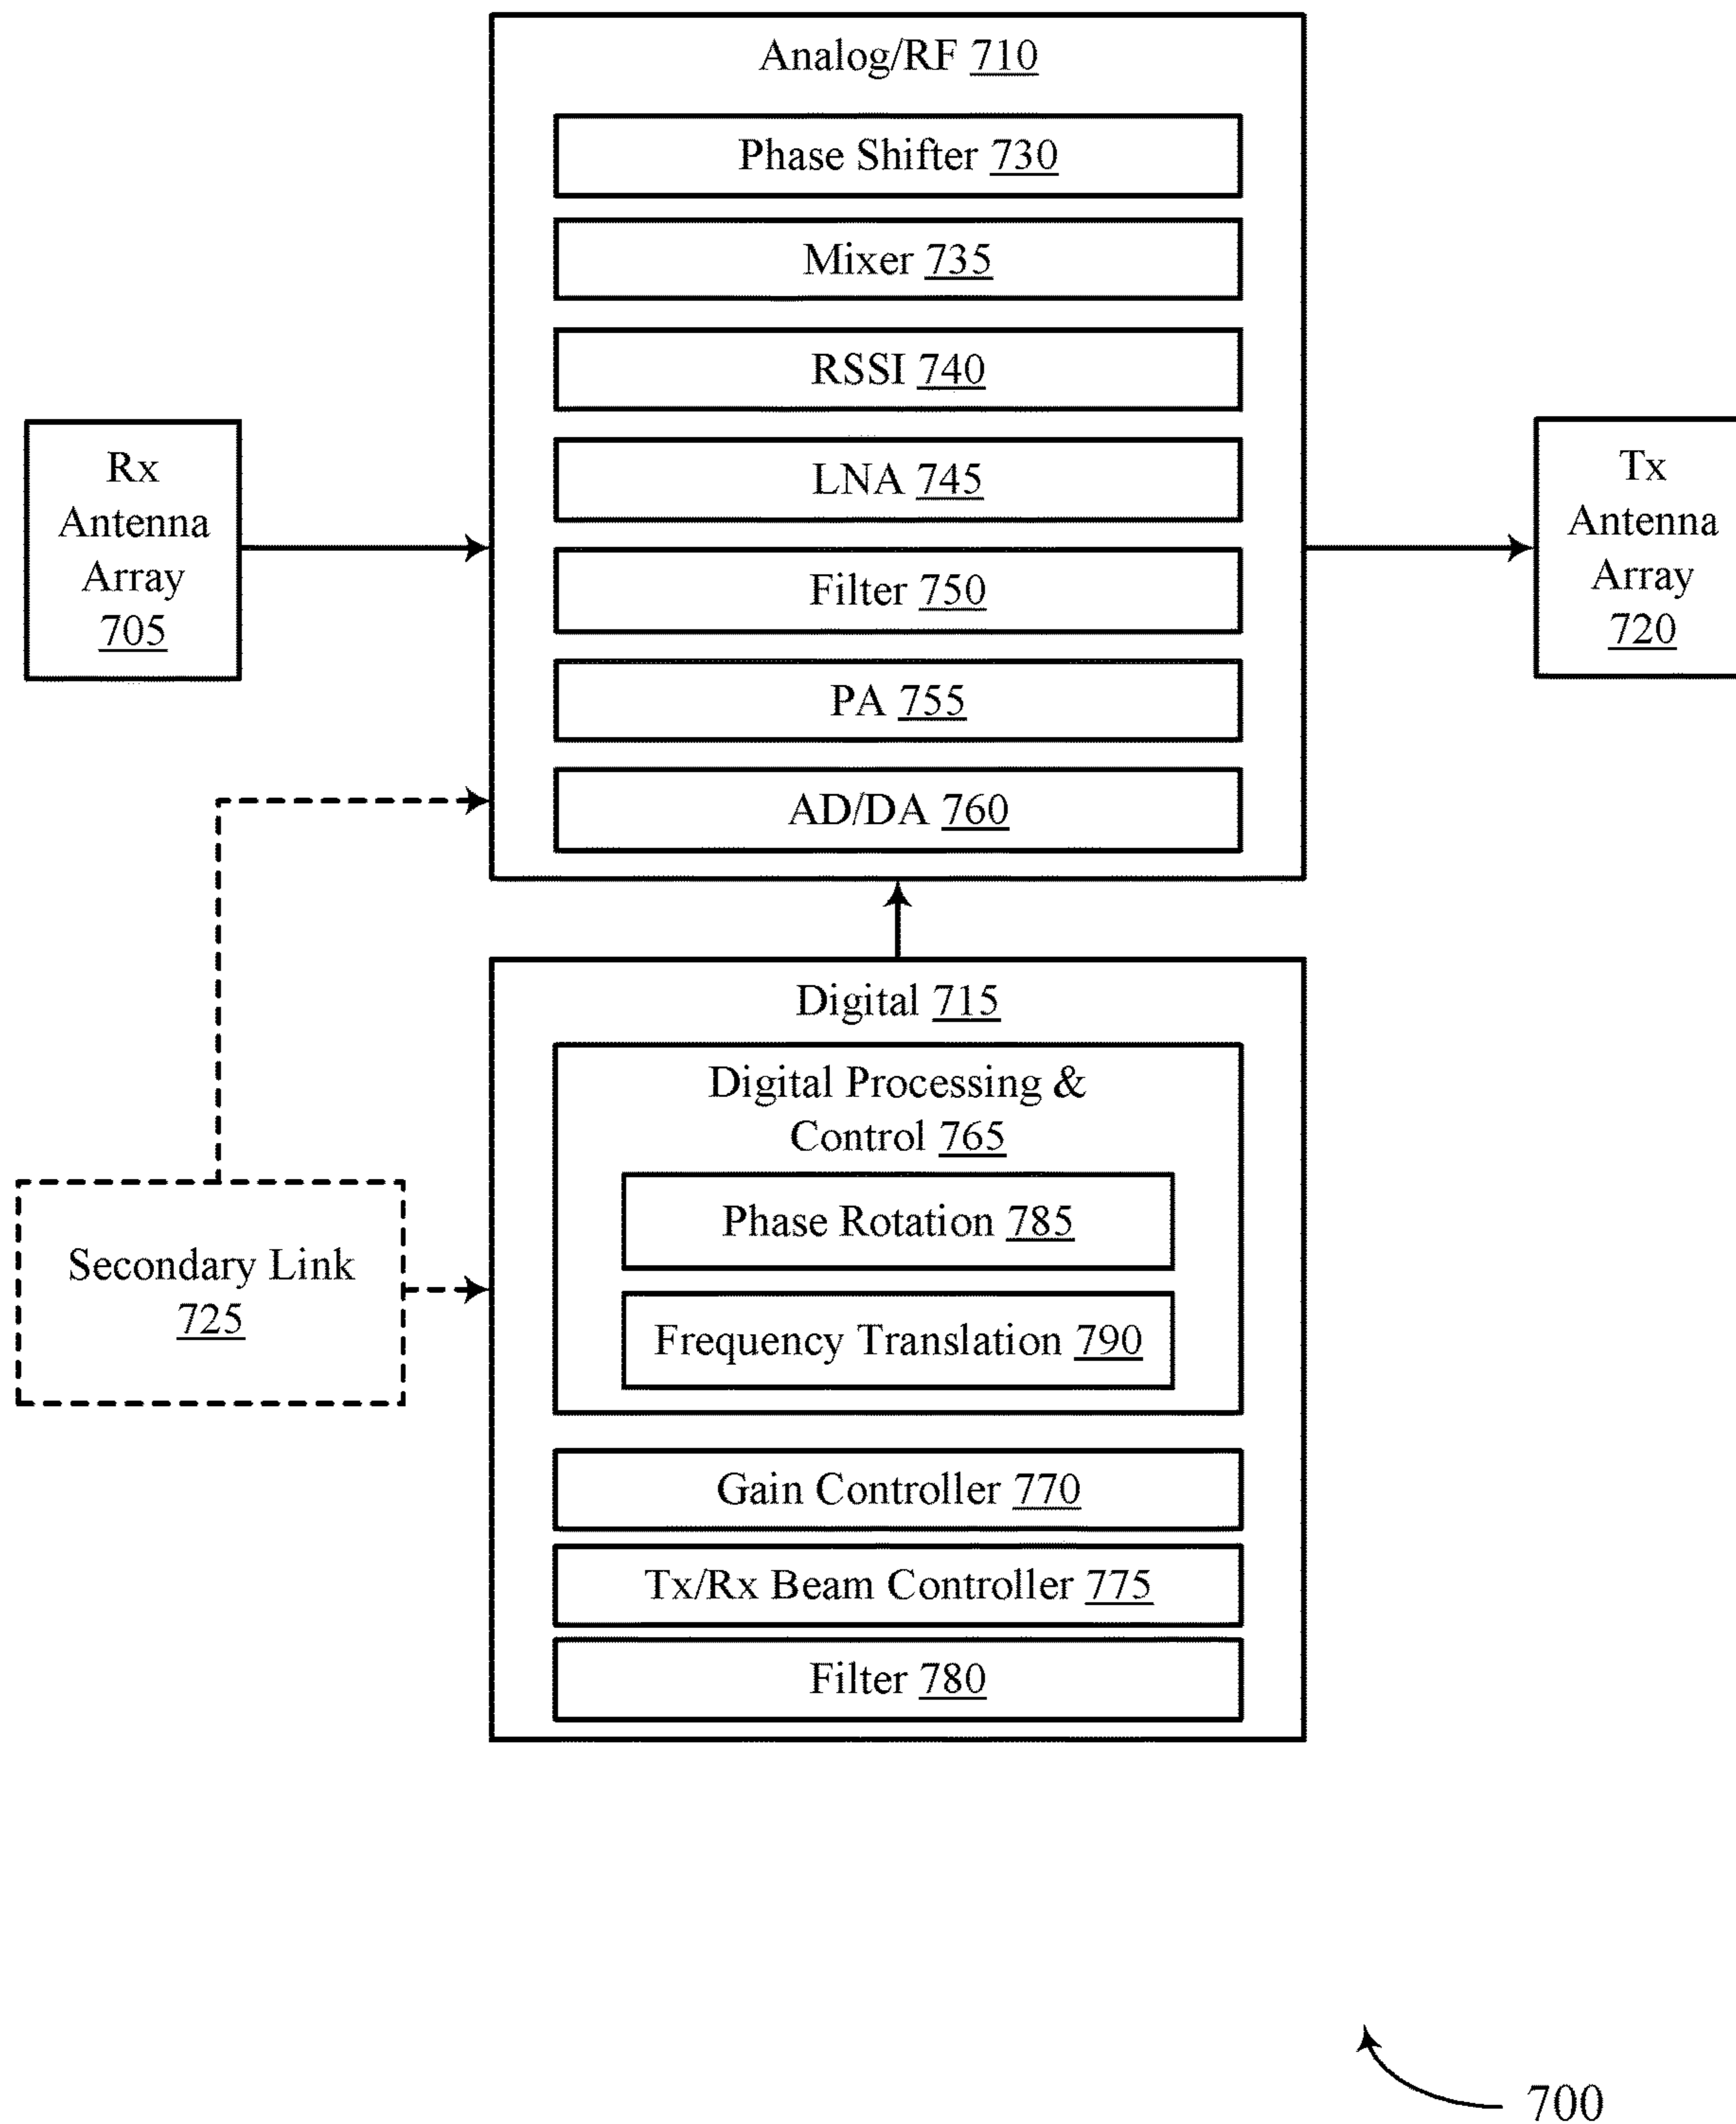 Analog/RF 710
Phase Shifter 730
Mixer 735
RSSI 740
LNA 745
Filter 750
PA 755
AD/DA 760
Rx
Antenna
Array
705
Tx
Antenna
Array
720
Digital 715
Digital Processing &
Control 765
Phase Rotation 785
Frequency Translation 790
Gain Controller 770
Tx/Rx Beam Controller 775
Filter 780
Secondary Link
725
700